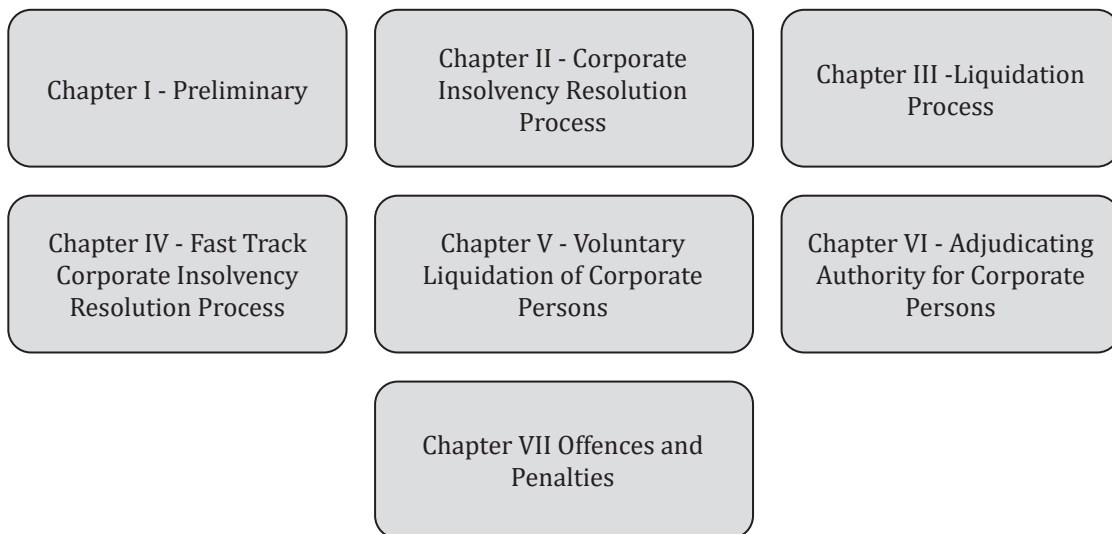 Chapter I - Preliminary
Chapter II - Corporate
Insolvency Resolution
Process
Chapter III -Liquidation
Process
Chapter IV - Fast Track
Corporate Insolvency
Resolution Process
Chapter V - Voluntary
Liquidation of Corporate
Persons
Chapter VI - Adjudicating
Authority for Corporate
Persons
Chapter VII Offences and
Penalties